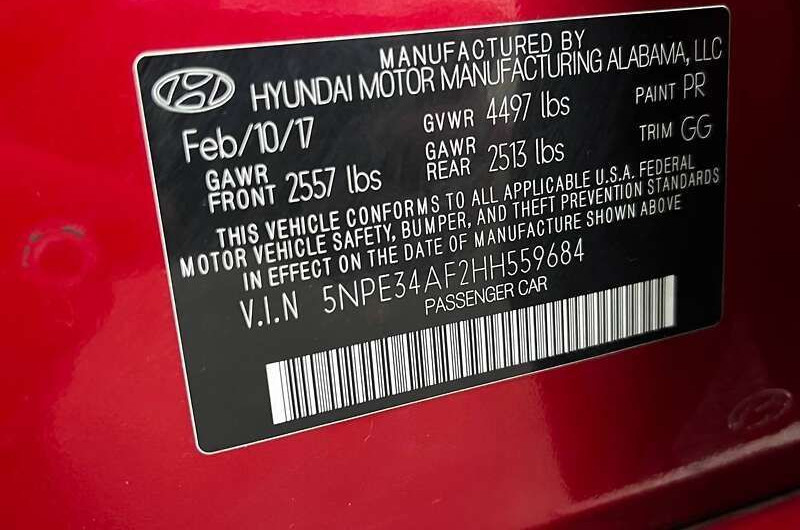 MANUFACTURED BY
HYUNDAI MOTOR MANUFACTURING ALABAMA, LLC
Feb/10/17 GVWR 4497 lbs PAINT PR
GAWR FRONT 2557 lbs GAWR REAR 2513 lbs TRIM GG
THIS VEHICLE CONFORMS TO ALL APPLICABLE U.S.A. FEDERAL
MOTOR VEHICLE SAFETY, BUMPER, AND THEFT PREVENTION STANDARDS
IN EFFECT ON THE DATE OF MANUFACTURE SHOWN ABOVE
V.I.N 5NPE34AF2HH559684
PASSENGER CAR